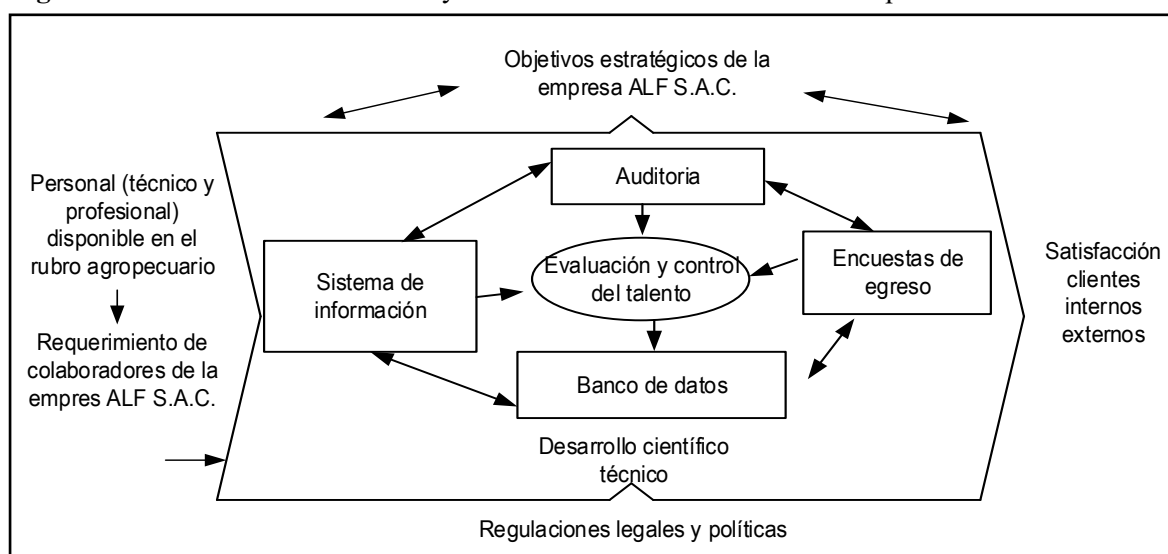 Objetivos estratégicos de la
empresa ALF S.A.C.
Personal (técnico y
profesional)
disponible en el
rubro agropecuario
Requerimiento de
colaboradores de la
empres ALF S.A.C.
Auditoria
Sistema de
información
Evaluación y control
del talento
Encuestas de
egreso
Banco de datos
Desarrollo científico
técnico
Satisfacción
clientes
internos
externos
Regulaciones legales y políticas